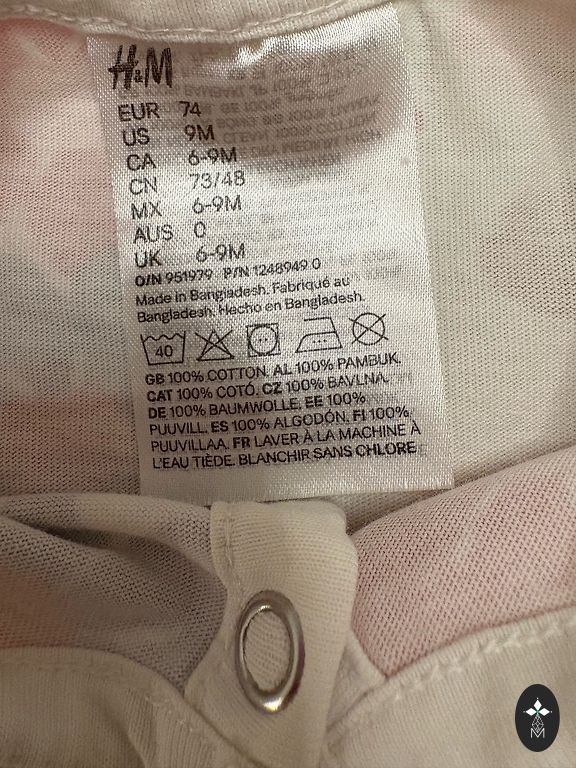 H&M
EUR 74
US 9M
CA 6-9M
CN 73/48
MX 6-9M
AUS 0
UK 6-9M
O/N 951979 P/N 1248949 0
Made in Bangladesh. Fabriqué au
Bangladesh. Hecho en Bangladesh.
40
GB 100% COTTON, AL 100% PAMBUK,
CAT 100% COTÓ, CZ 100% BAVLNA,
DE 100% BAUMWOLLE, EE 100%
PUUVILL, ES 100% ALGODÓN, FI 100%
PUUVILLAA, FR LAVER À LA MACHINE À
L'EAU TIÈDE. BLANCHIR SANS CHLORE
M